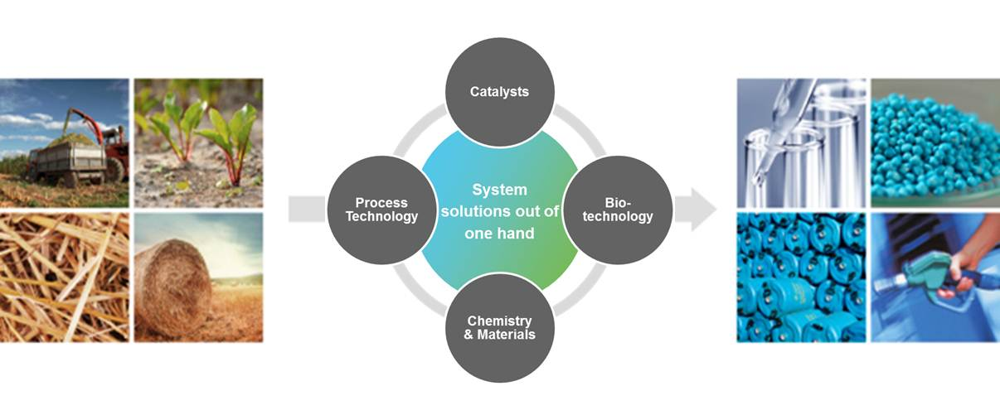 Catalysts
Process
Technology
System
solutions out of
one hand
Bio-
technology
Chemistry
& Materials